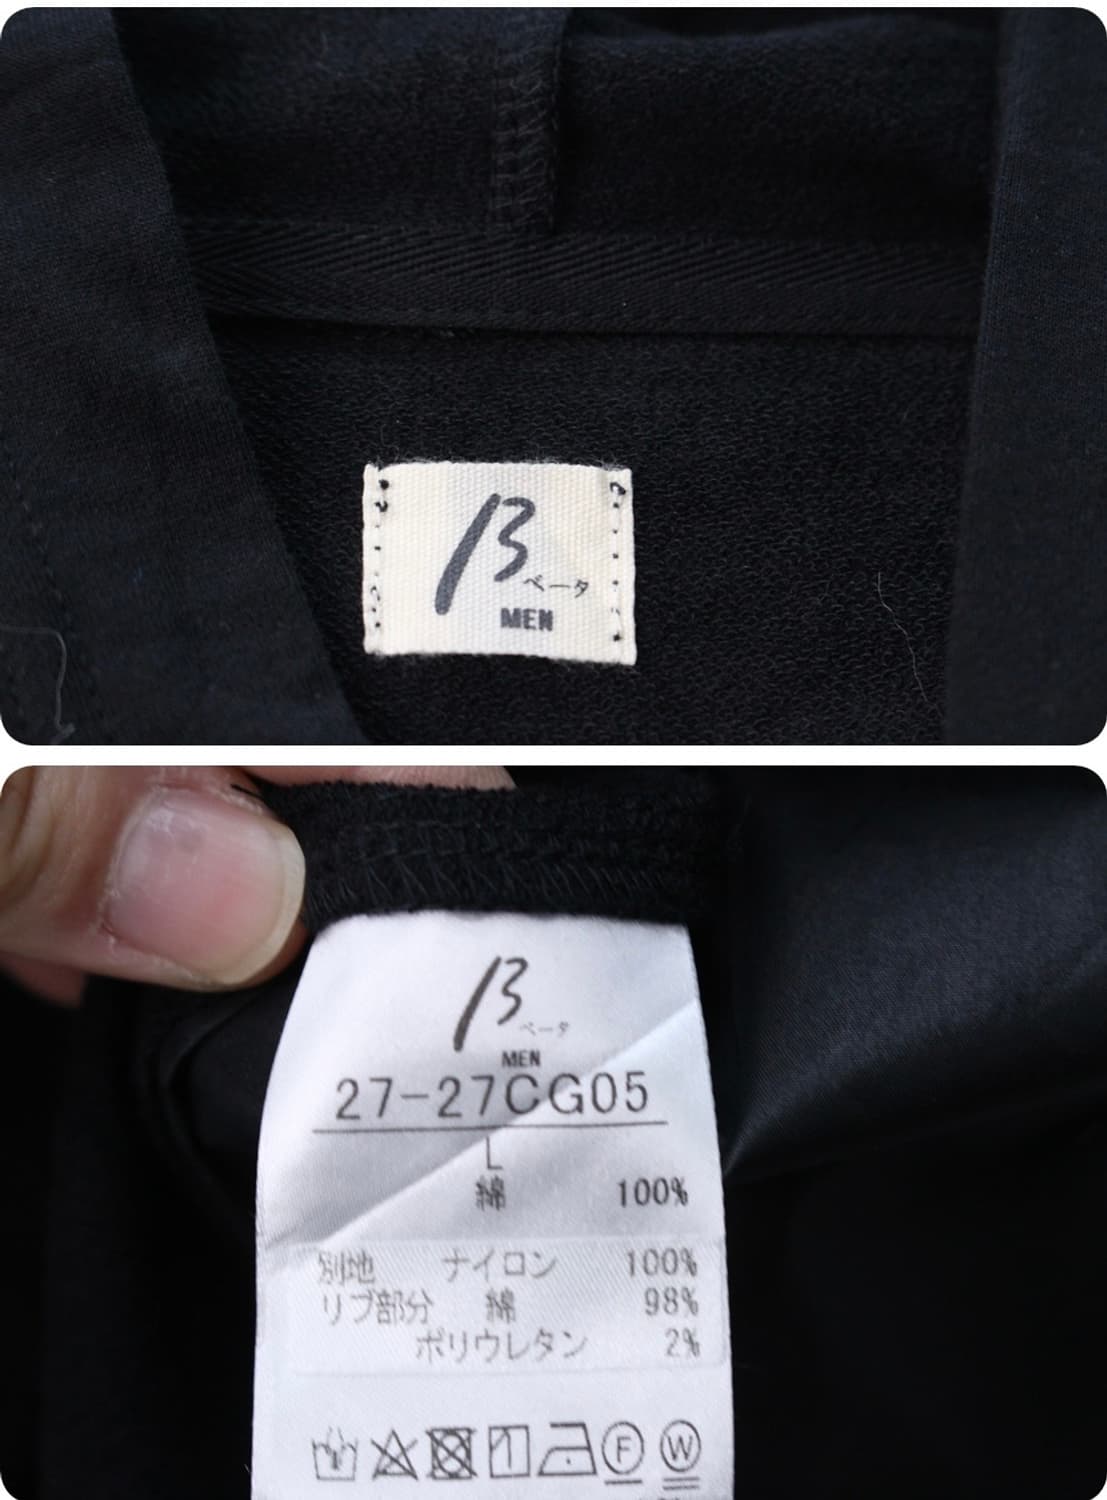 β
ベータ
MEN
β
ベータ
MEN
27-27CG05
L
綿 100%
別地 ナイロン 100%
リブ部分 綿 98%
ポリウレタン 2%
F W